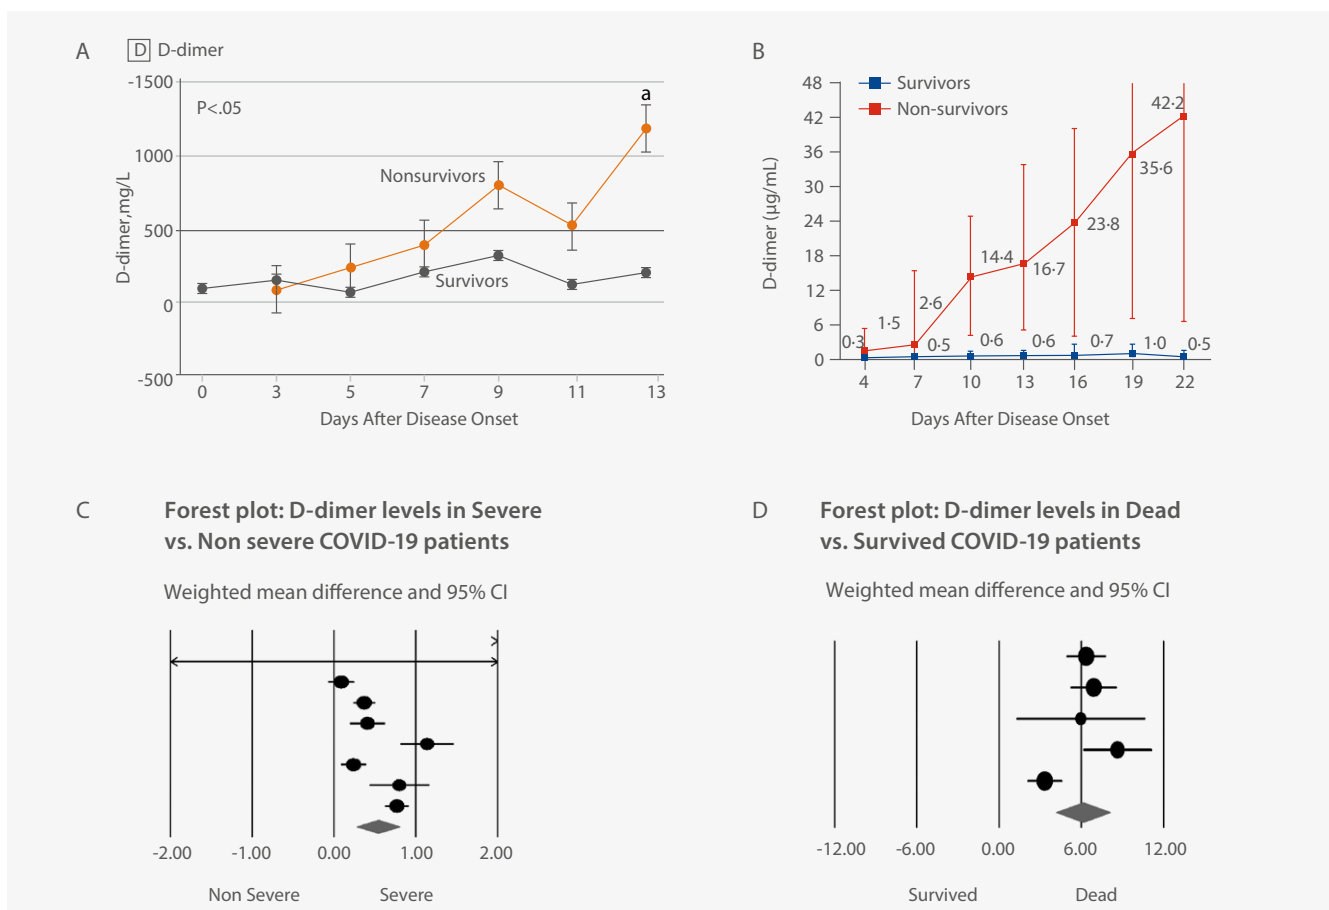 A
D D-dimer
-1500
1000
500
0
-500
D-dimer,mg/L
P<.05
a
Nonsurvivors
Survivors
0 3 5 7 9 11 13
Days After Disease Onset
B
Survivors
Non-survivors
48
42
36
30
24
18
12
6
0
D-dimer (µg/mL)
42·2
35·6
23·8
16·7
14·4
2·6
1·5
0·3
0·5
0·6
0·6
0·7
1·0
0·5
4 7 10 13 16 19 22
Days After Disease Onset
C
Forest plot: D-dimer levels in Severe
vs. Non severe COVID-19 patients
Weighted mean difference and 95% CI
-2.00 -1.00 0.00 1.00 2.00
Non Severe Severe
D
Forest plot: D-dimer levels in Dead
vs. Survived COVID-19 patients
Weighted mean difference and 95% CI
-12.00 -6.00 0.00 6.00 12.00
Survived Dead